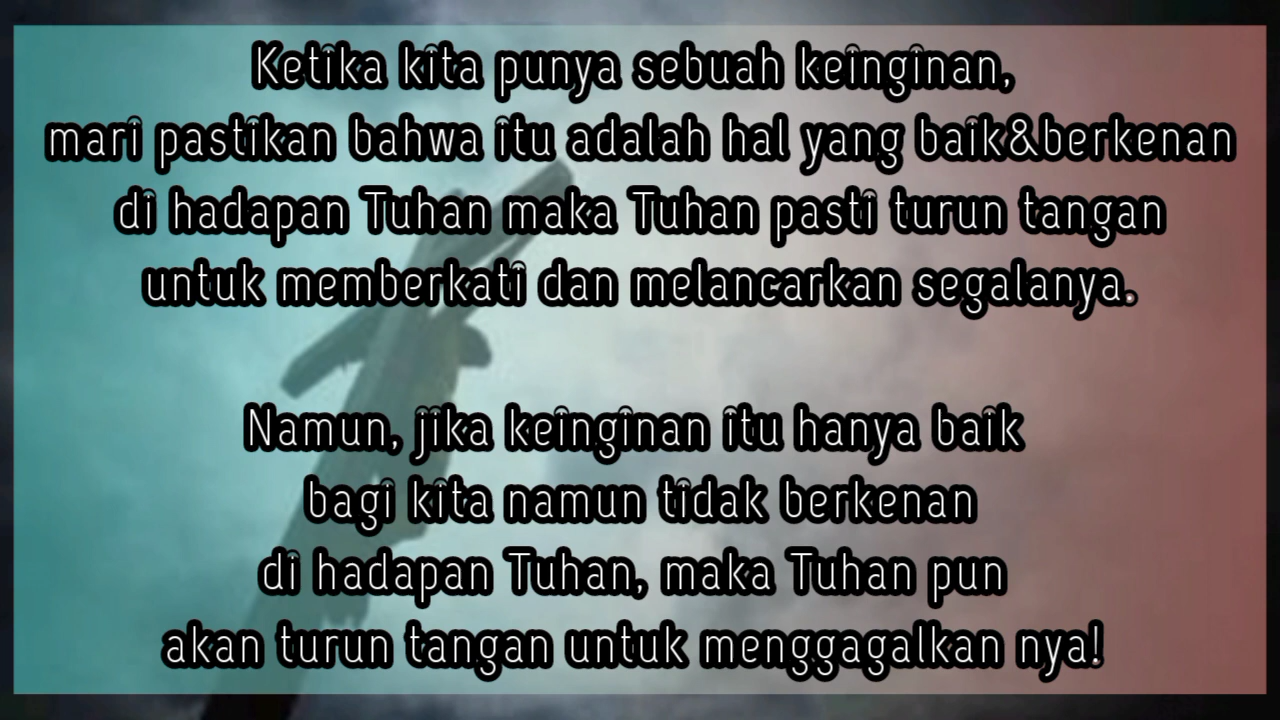 Ketika kita punya sebuah keinginan,
mari pastikan bahwa itu adalah hal yang baik&berkenan
di hadapan Tuhan maka Tuhan pasti turun tangan
untuk memberkati dan melancarkan segalanya.
Namun, jika keinginan itu hanya baik
bagi kita namun tidak berkenan
di hadapan Tuhan, maka Tuhan pun
akan turun tangan untuk menggagalkan nya!